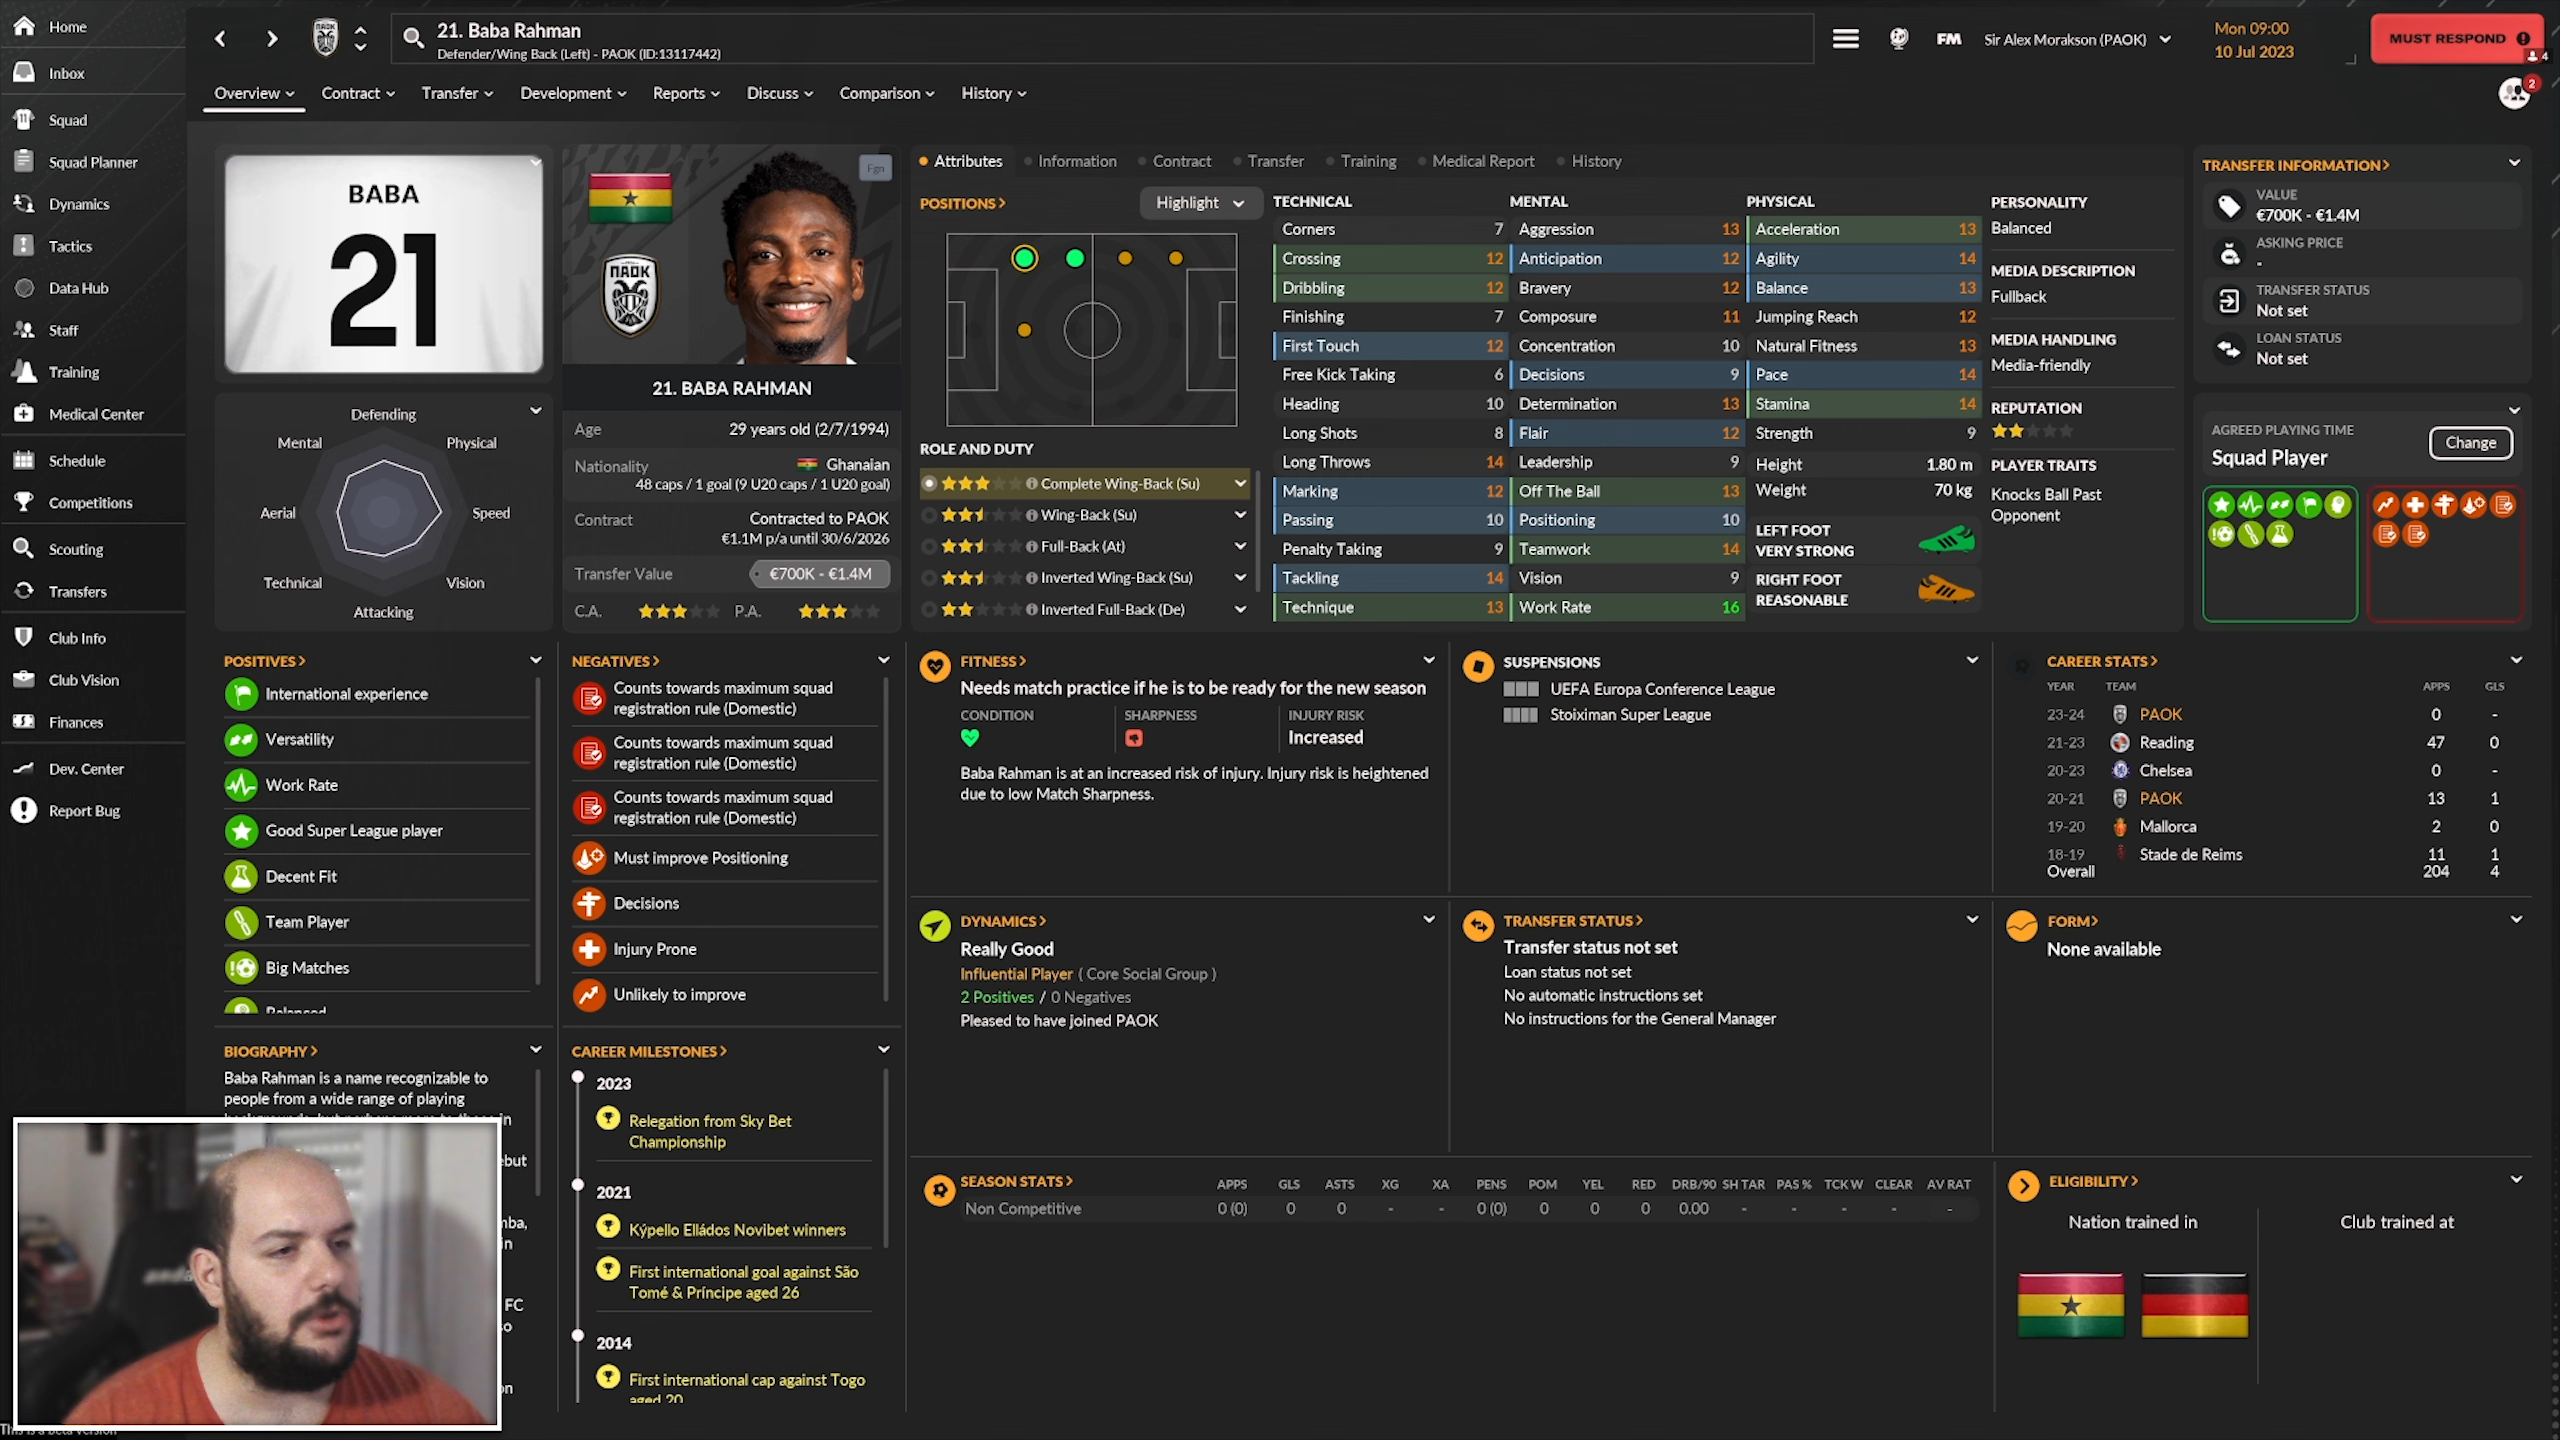 Home
Inbox
Squad
Squad Planner
Dynamics
Tactics
Data Hub
Staff
Training
Medical Center
Schedule
Competitions
Scouting
Transfers
Club Info
Club Vision
Finances
Dev. Center
Report Bug
21. Baba Rahman
Defender/Wing Back (Left) - PAOK (ID:13117442)
FM
Sir Alex Morakson (PAOK)
Mon 09:00
10 Jul 2023
MUST RESPOND
4
2
Overview
Contract
Transfer
Development
Reports
Discuss
Comparison
History
BABA
21
Fgn
ΠΑΟΚ
21. BABA RAHMAN
Age 29 years old (2/7/1994)
Nationality Ghanaian
48 caps / 1 goal (9 U20 caps / 1 U20 goal)
Contract Contracted to PAOK
€1.1M p/a until 30/6/2026
Transfer Value €700K - €1.4M
C.A. P.A.
Defending
Mental
Physical
Aerial
Speed
Technical
Vision
Attacking
Attributes
Information
Contract
Transfer
Training
Medical Report
History
POSITIONS>
Highlight
ROLE AND DUTY
Complete Wing-Back (Su)
Wing-Back (Su)
Full-Back (At)
Inverted Wing-Back (Su)
Inverted Full-Back (De)
TECHNICAL
Corners 7
Crossing 12
Dribbling 12
Finishing 7
First Touch 12
Free Kick Taking 6
Heading 10
Long Shots 8
Long Throws 14
Marking 12
Passing 10
Penalty Taking 9
Tackling 14
Technique 13
MENTAL
Aggression 13
Anticipation 12
Bravery 12
Composure 11
Concentration 10
Decisions 9
Determination 13
Flair 12
Leadership 9
Off The Ball 13
Positioning 10
Teamwork 14
Vision 9
Work Rate 16
PHYSICAL
Acceleration 13
Agility 14
Balance 13
Jumping Reach 12
Natural Fitness 13
Pace 14
Stamina 14
Strength 9
Height 1.80 m
Weight 70 kg
LEFT FOOT
VERY STRONG
RIGHT FOOT
REASONABLE
PERSONALITY
Balanced
MEDIA DESCRIPTION
Fullback
MEDIA HANDLING
Media-friendly
REPUTATION
PLAYER TRAITS
Knocks Ball Past
Opponent
TRANSFER INFORMATION>
VALUE
€700K - €1.4M
ASKING PRICE
-
TRANSFER STATUS
Not set
LOAN STATUS
Not set
AGREED PLAYING TIME
Squad Player
Change
POSITIVES>
International experience
Versatility
Work Rate
Good Super League player
Decent Fit
Team Player
Big Matches
Balanced
NEGATIVES>
Counts towards maximum squad
registration rule (Domestic)
Counts towards maximum squad
registration rule (Domestic)
Counts towards maximum squad
registration rule (Domestic)
Must improve Positioning
Decisions
Injury Prone
Unlikely to improve
FITNESS>
Needs match practice if he is to be ready for the new season
CONDITION
SHARPNESS
INJURY RISK
Increased
Baba Rahman is at an increased risk of injury. Injury risk is heightened
due to low Match Sharpness.
SUSPENSIONS
UEFA Europa Conference League
Stoiximan Super League
CAREER STATS>
YEAR TEAM APPS GLS
23-24 PAOK 0 -
21-23 Reading 47 0
20-23 Chelsea 0 -
20-21 PAOK 13 1
19-20 Mallorca 2 0
18-19 Stade de Reims 11 1
Overall 204 4
DYNAMICS>
Really Good
Influential Player ( Core Social Group )
2 Positives / 0 Negatives
Pleased to have joined PAOK
TRANSFER STATUS>
Transfer status not set
Loan status not set
No automatic instructions set
No instructions for the General Manager
FORM>
None available
BIOGRAPHY>
Baba Rahman is a name recognizable to
people from a wide range of playing
CAREER MILESTONES>
2023
Relegation from Sky Bet
Championship
2021
Kýpello Elládos Novibet winners
First international goal against São
Tomé & Príncipe aged 26
2014
First international cap against Togo
aged 20
SEASON STATS>
APPS GLS ASTS XG XA PENS POM YEL RED DRB/90 SH TAR PAS % TCK W CLEAR AV RAT
Non Competitive 0 (0) 0 0 - - 0 (0) 0 0 0 0.00 - - - - -
ELIGIBILITY>
Nation trained in
Club trained at
This is a beta version